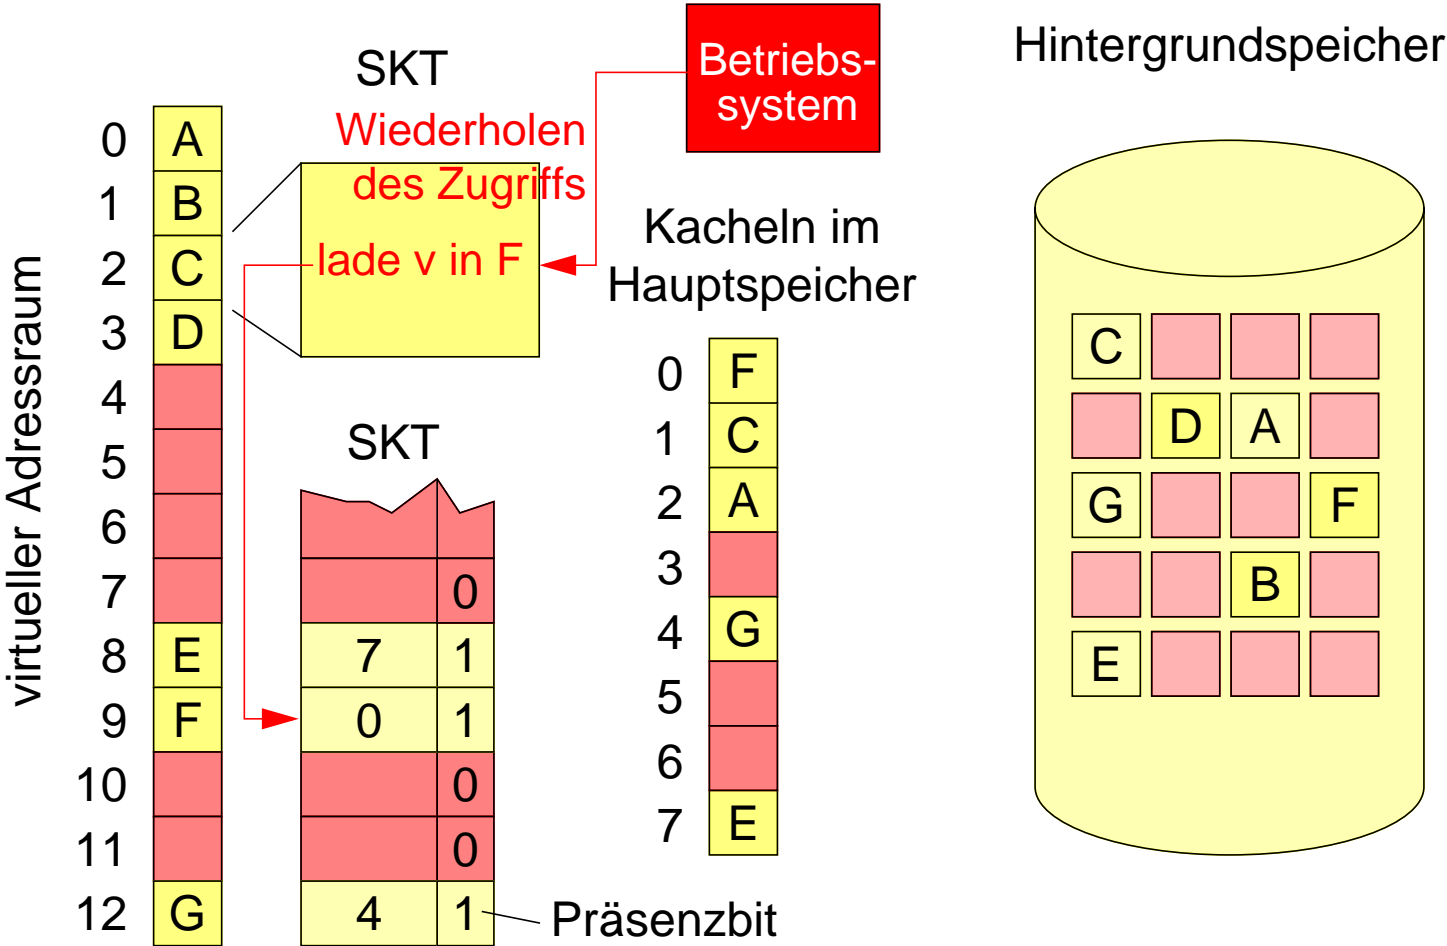 SKT
Betriebs-
system
Hintergrundspeicher
Wiederholen
des Zugriffs
lade v in F
virtueller Adressraum
0 A
1 B
2 C
3 D
4
5
6
7
8 E
9 F
10
11
12 G
SKT
0
7 1
0 1
0
0
4 1
Präsenzbit
Kacheln im
Hauptspeicher
0 F
1 C
2 A
3
4 G
5
6
7 E
C
D A
G F
B
E